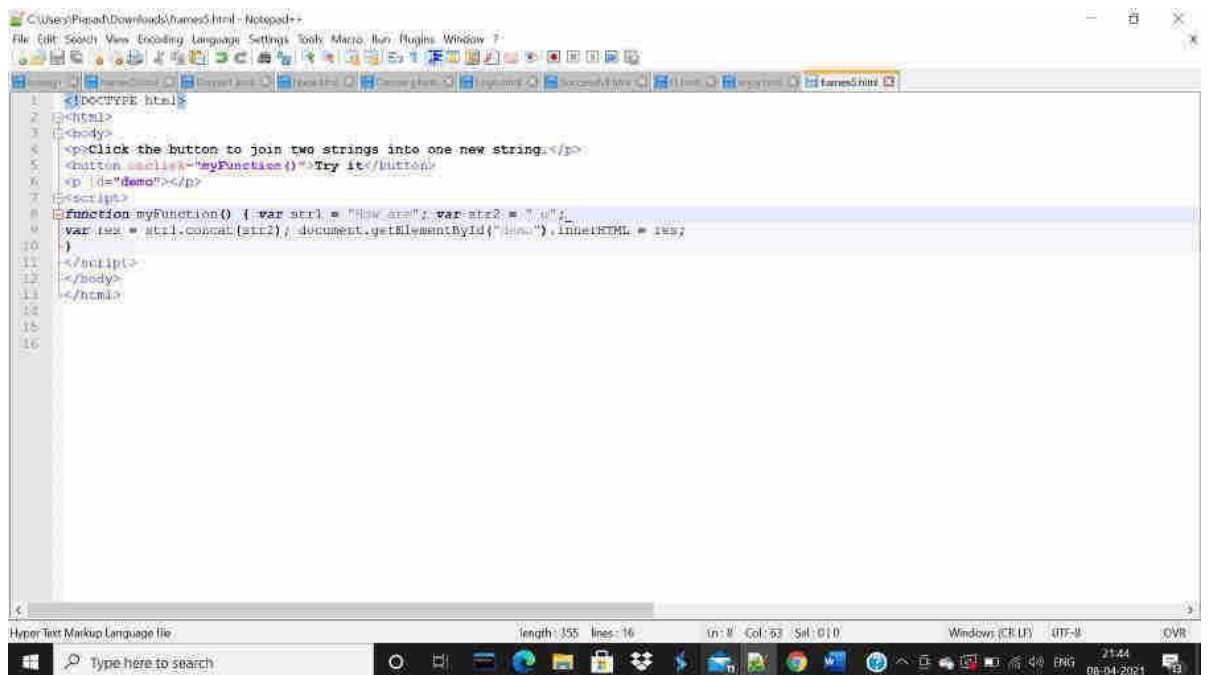 C:\Users\Prasad\Downloads\frames5.html - Notepad++
File Edit Search View Encoding Language Settings Tools Macro Run Plugins Window ?
frames5.html
1 <!DOCTYPE html>
2 <html>
3 <body>
4 <p>Click the button to join two strings into one new string.</p>
5 <button onclick="myFunction()">Try it</button>
6 <p id="demo"></p>
7 <script>
8 function myFunction() { var str1 = "How are"; var str2 = " u";
9 var res = str1.concat(str2); document.getElementById("demo").innerHTML = res;
10 }
11 </script>
12 </body>
13 </html>
14
15
16
Hyper Text Markup Language file length : 355 lines : 16 Ln : 8 Col : 63 Sel : 0 | 0 Windows (CR LF) UTF-8 OVR
Type here to search ENG 21:44
08-04-2021